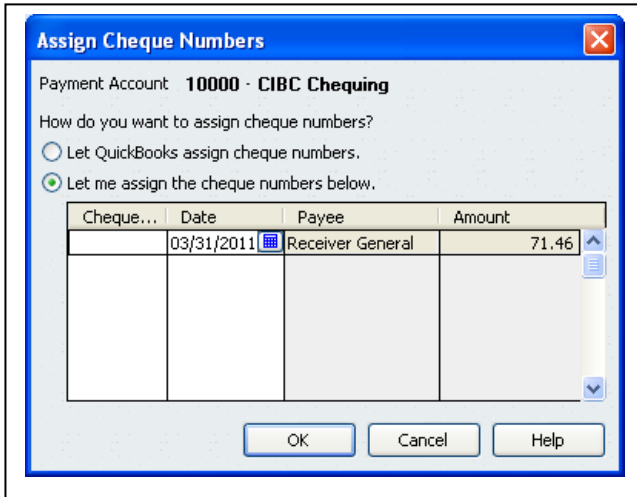 Assign Cheque Numbers
Payment Account 10000 · CIBC Chequing
How do you want to assign cheque numbers?
Let QuickBooks assign cheque numbers.
Let me assign the cheque numbers below.
Cheque... Date Payee Amount
03/31/2011 Receiver General 71.46
OK Cancel Help